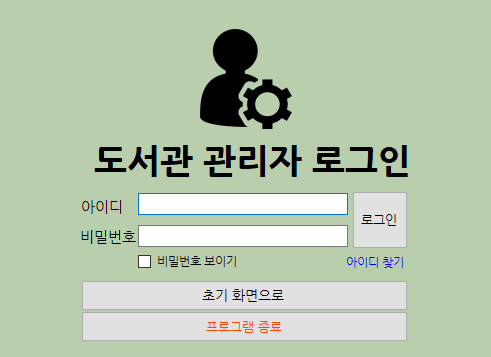 도서관 관리자 로그인
아이디
로그인
비밀번호
비밀번호 보이기
아이디 찾기
초기 화면으로
프로그램 종료